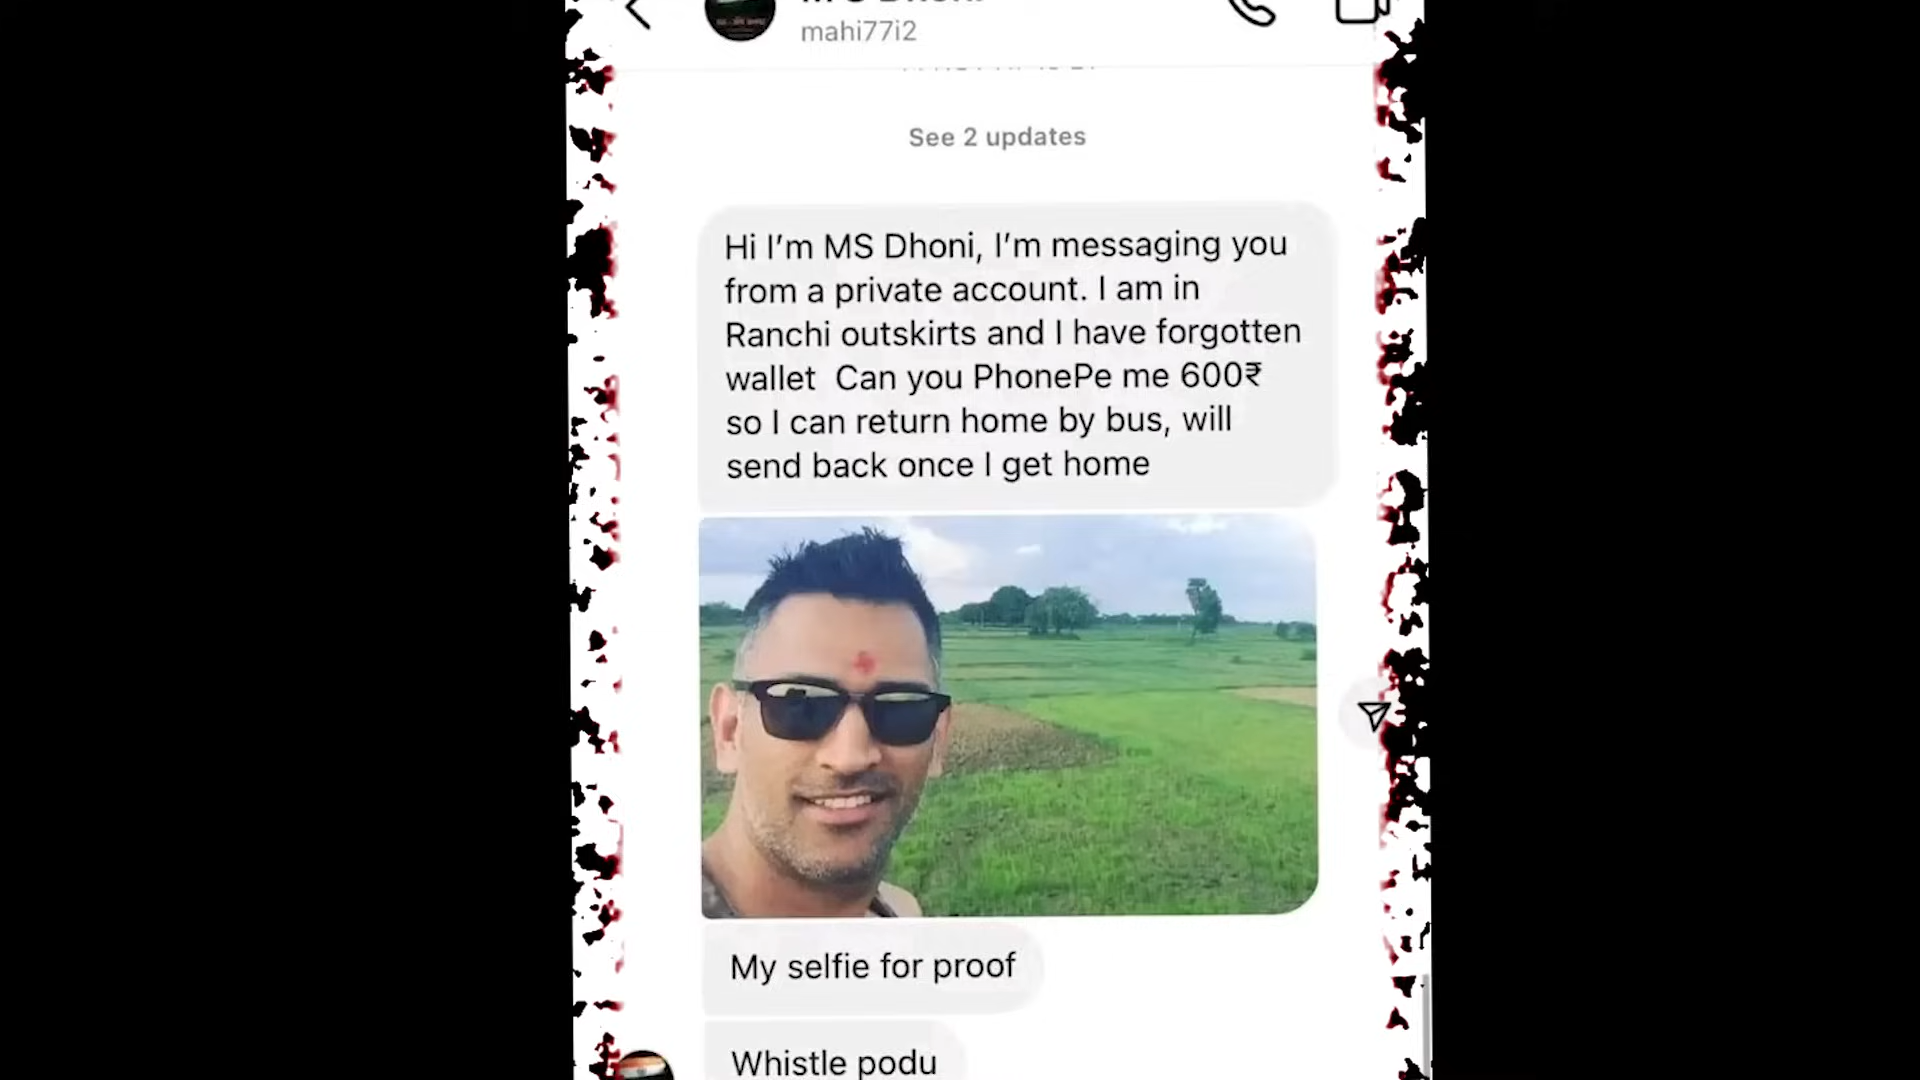 mahi77i2
See 2 updates
Hi I'm MS Dhoni, I'm messaging you
from a private account. I am in
Ranchi outskirts and I have forgotten
wallet  Can you PhonePe me 600₹
so I can return home by bus, will
send back once I get home
My selfie for proof
Whistle podu